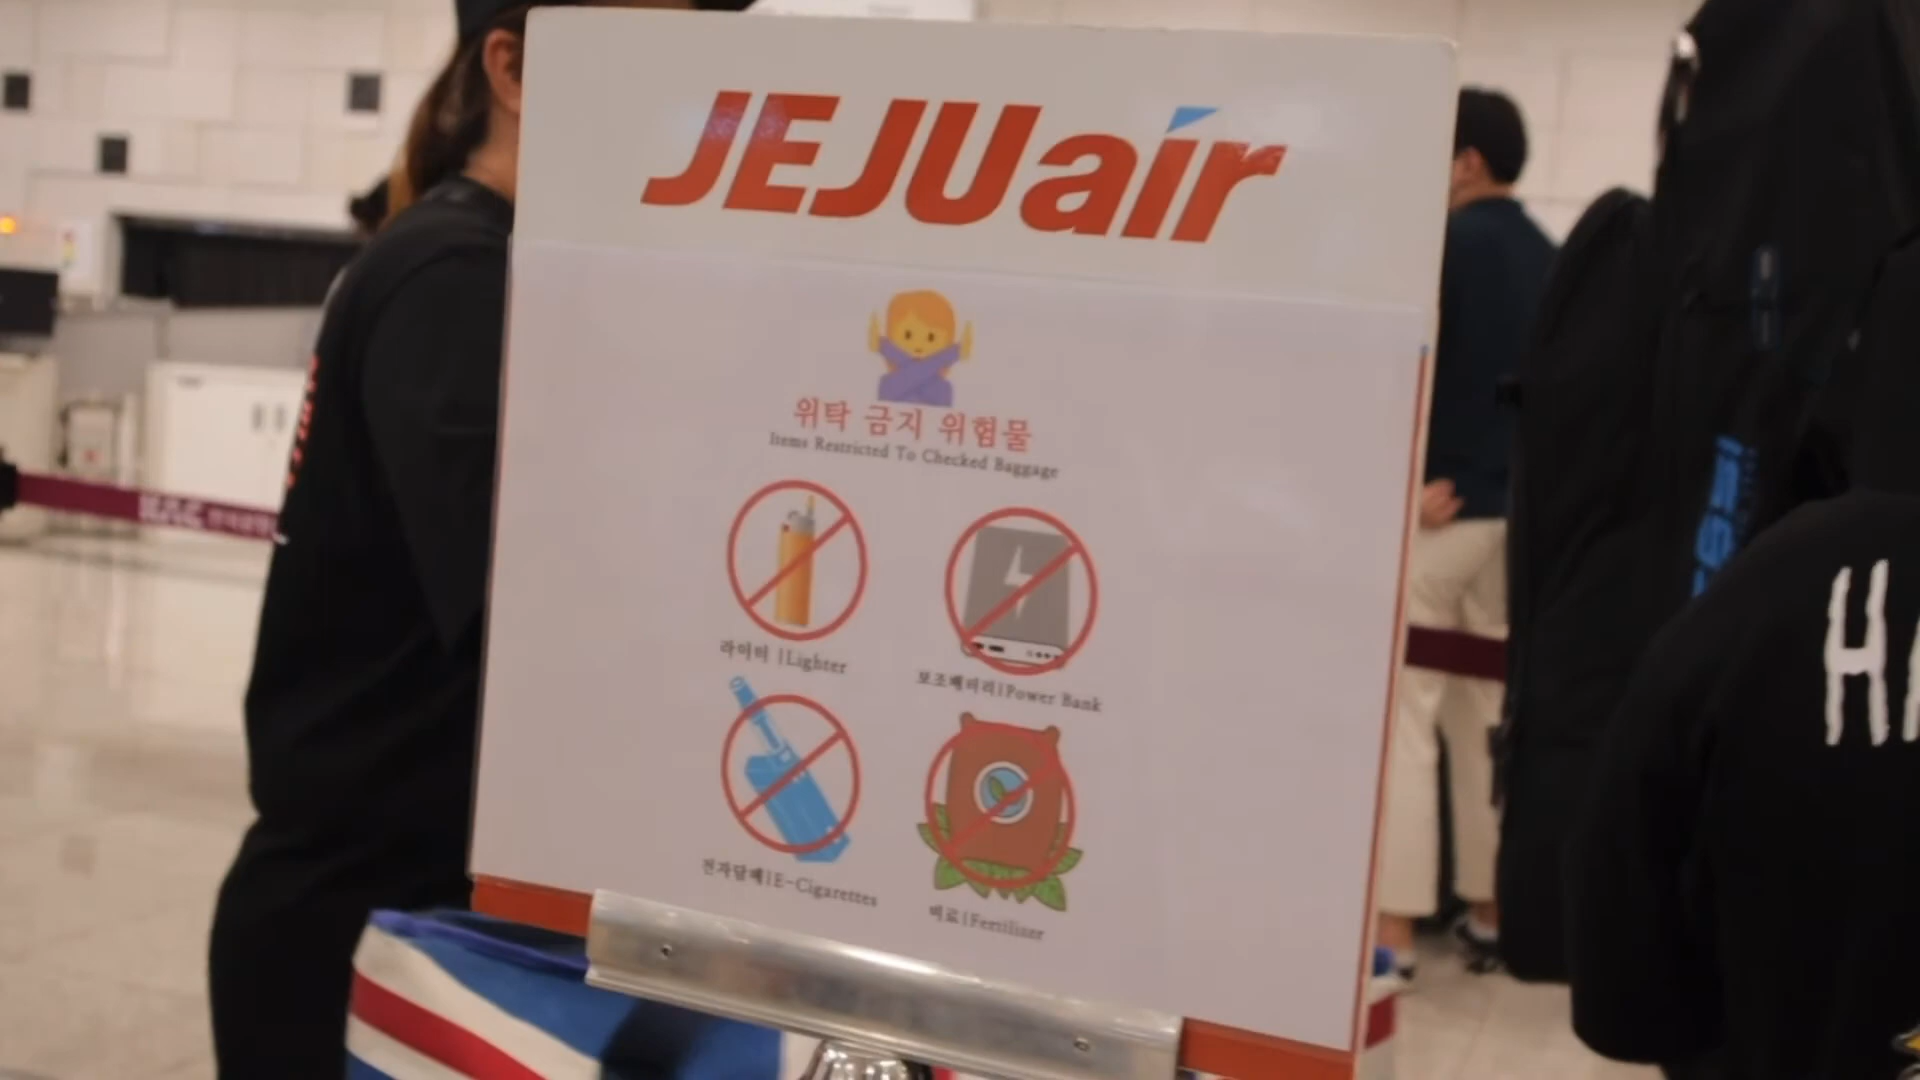 JEJUair
위탁 금지 위험물
Items Restricted To Checked Baggage
라이터 |Lighter
보조배터리|Power Bank
전자담배|E-Cigarettes
비료|Fertilizer